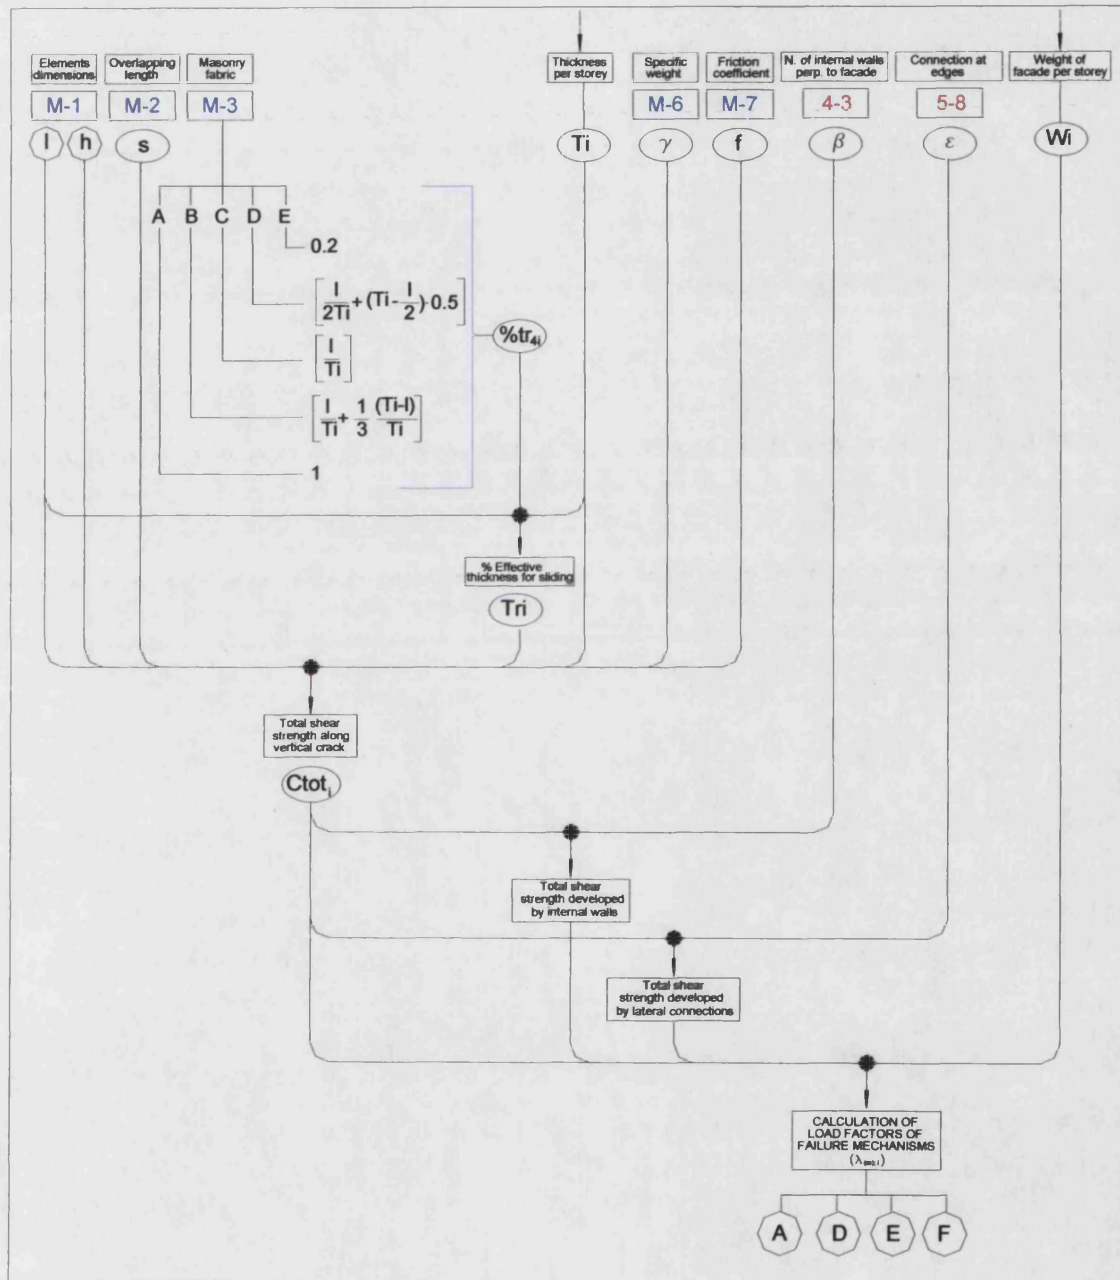 Elements dimensions
Overlapping length
Masonry fabric
Thickness per storey
Specific weight
Friction coefficient
N. of internal walls perp. to facade
Connection at edges
Weight of facade per storey
M-1
M-2
M-3
M-6
M-7
4-3
5-8
l
h
s
Ti
γ
f
β
ε
Wi
A B C D E
0.2
[l/2Ti + (Ti - l/2)·0.5]
%tr4i
[l/Ti]
[l/Ti + 1/3 (Ti-l)/Ti]
1
% Effective
thickness for sliding
Tri
Total shear
strength along
vertical crack
Ctot i
Total shear
strength developed
by internal walls
Total shear
strength developed
by lateral connections
CALCULATION OF
LOAD FACTORS OF
FAILURE MECHANISMS
A D E F